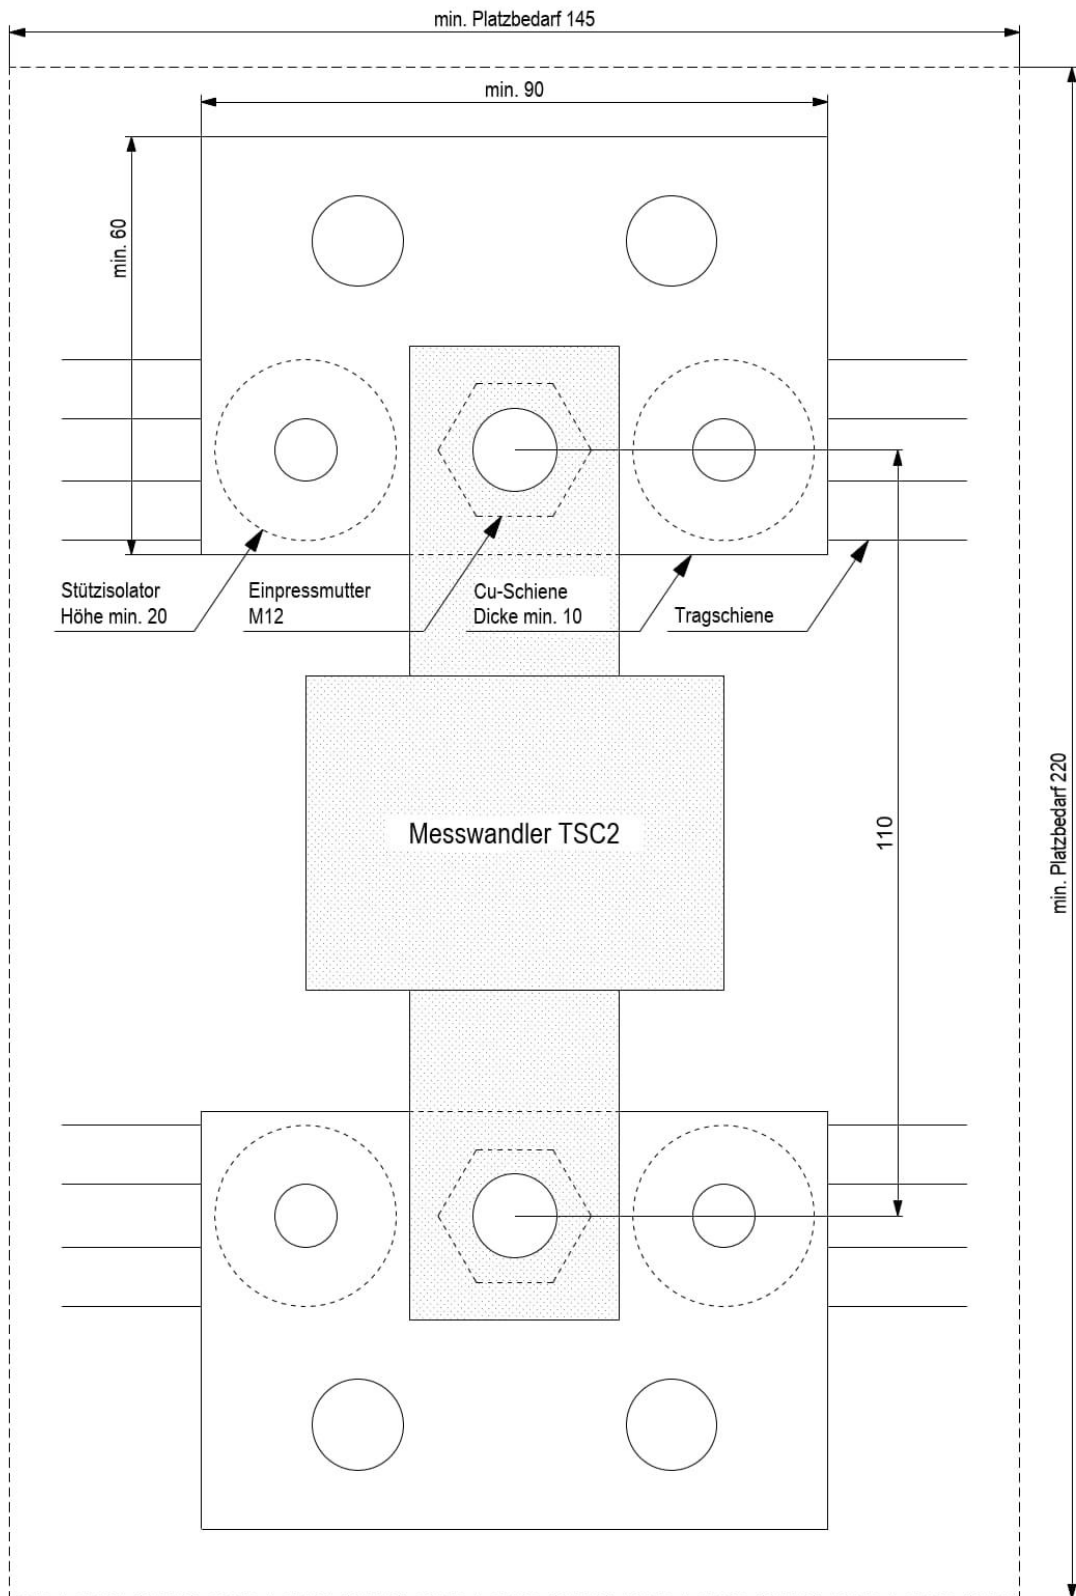 min. Platzbedarf 145
min. 90
min. 60
Stützisolator
Höhe min. 20
Einpressmutter
M12
Cu-Schiene
Dicke min. 10
Tragschiene
Messwandler TSC2
110
min. Platzbedarf 220